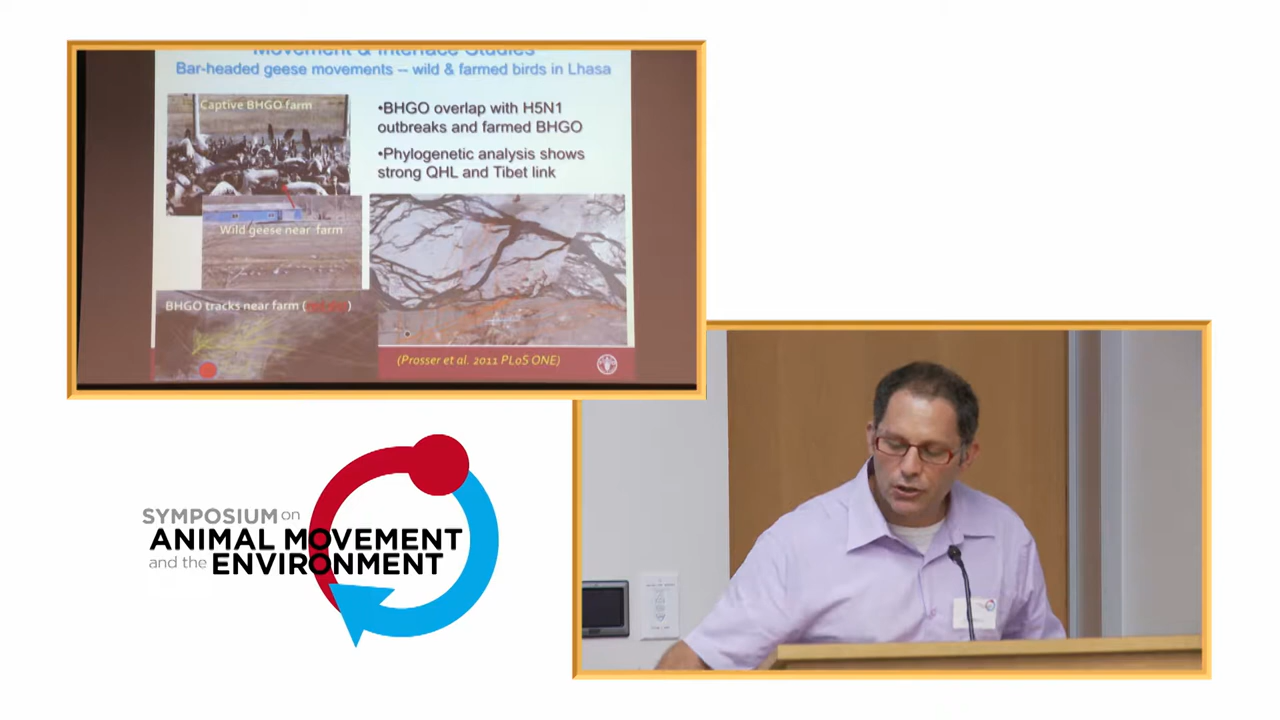 Movement & Interface Studies
Bar-headed geese movements -- wild & farmed birds in Lhasa
Captive BHGO farm
•BHGO overlap with H5N1
outbreaks and farmed BHGO
•Phylogenetic analysis shows
strong QHL and Tibet link
Wild geese near farm
BHGO tracks near farm (
)
(Prosser et al. 2011 PLoS ONE)
SYMPOSIUM on
ANIMAL MOVEMENT
and the ENVIRONMENT